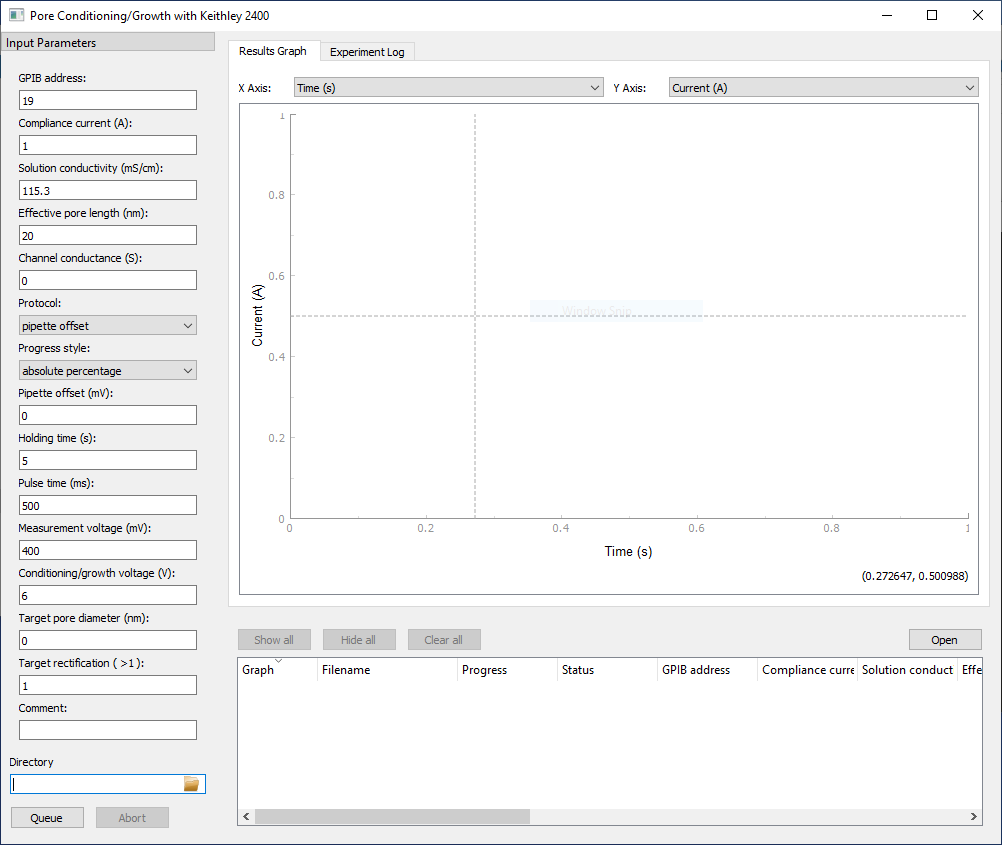 Pore Conditioning/Growth with Keithley 2400
Input Parameters
GPIB address:
19
Compliance current (A):
1
Solution conductivity (mS/cm):
115.3
Effective pore length (nm):
20
Channel conductance (S):
0
Protocol:
pipette offset
Progress style:
absolute percentage
Pipette offset (mV):
0
Holding time (s):
5
Pulse time (ms):
500
Measurement voltage (mV):
400
Conditioning/growth voltage (V):
6
Target pore diameter (nm):
0
Target rectification ( >1 ):
1
Comment:
Directory
Queue Abort
Results Graph Experiment Log
X Axis: Time (s) Y Axis: Current (A)
1
0.8
0.6
0.4
0.2
0
Current (A)
Window Snip
0 0.2 0.4 0.6 0.8 1
Time (s)
(0.272647, 0.500988)
Show all Hide all Clear all Open
Graph Filename Progress Status GPIB address Compliance curre Solution conduct Effe